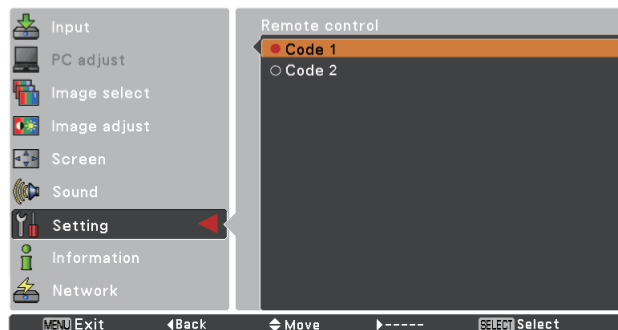 Input
PC adjust
Image select
Image adjust
Screen
Sound
Setting
Information
Network
Remote control
Code 1
Code 2
MENU Exit ◀Back Move ▶----- SELECT Select